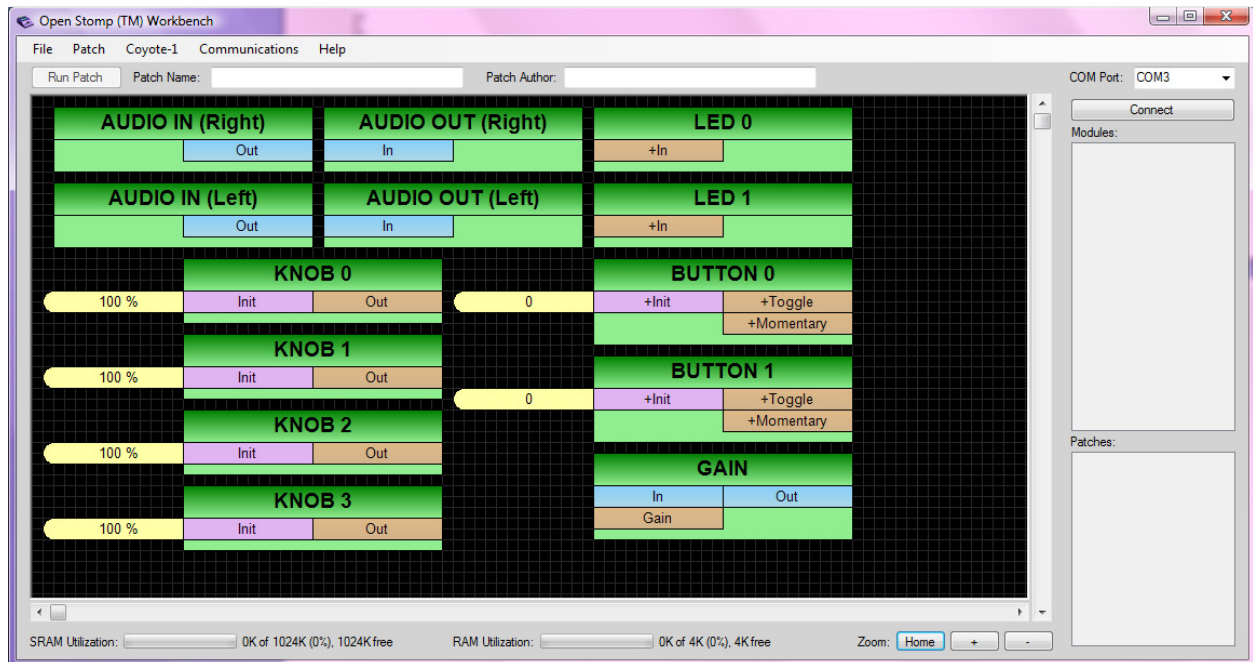 Open Stomp (TM) Workbench
File Patch Coyote-1 Communications Help
Run Patch Patch Name: Patch Author: COM Port: COM3
Connect
Modules:
AUDIO IN (Right) AUDIO OUT (Right) LED 0
Out In +In
AUDIO IN (Left) AUDIO OUT (Left) LED 1
Out In +In
KNOB 0 BUTTON 0
100 % Init Out 0 +Init +Toggle
+Momentary
KNOB 1 BUTTON 1
100 % Init Out 0 +Init +Toggle
+Momentary
KNOB 2
100 % Init Out
Patches:
GAIN
In Out
Gain
KNOB 3
100 % Init Out
SRAM Utilization: 0K of 1024K (0%), 1024K free RAM Utilization: 0K of 4K (0%), 4K free Zoom: Home + -